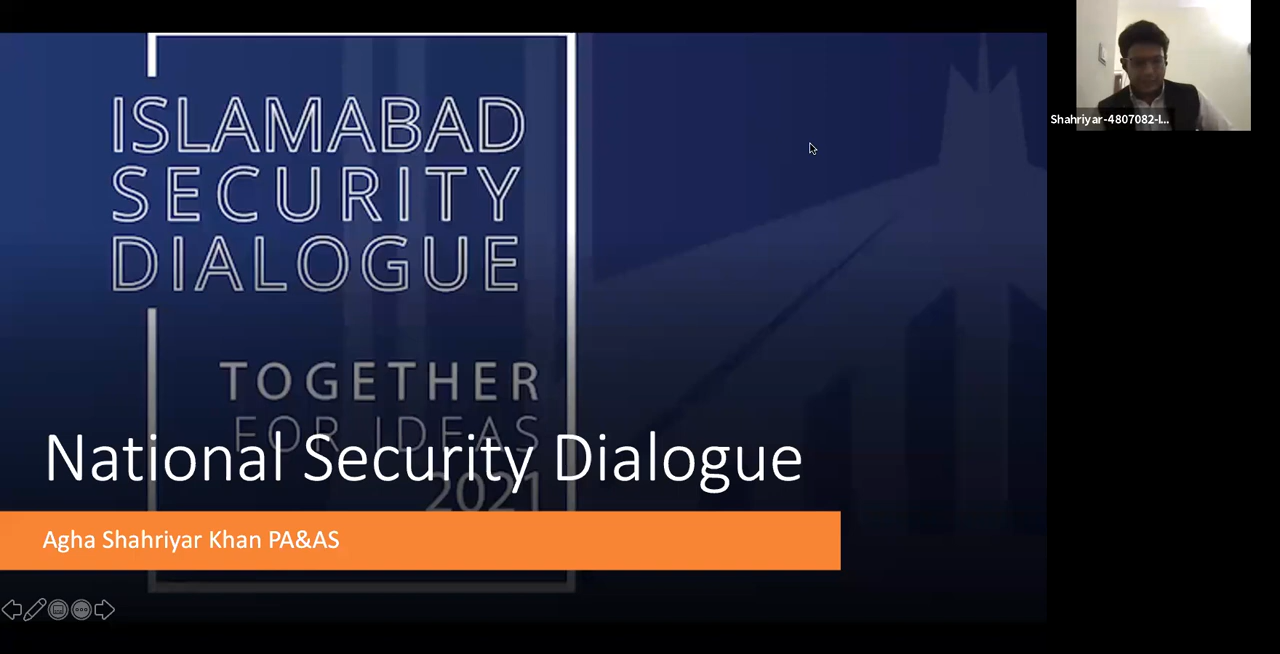 ISLAMABAD
SECURITY
DIALOGUE
TOGETHER
FOR IDEAS
2021
National Security Dialogue
Agha Shahriyar Khan PA&AS
Shahriyar-4807082-I...